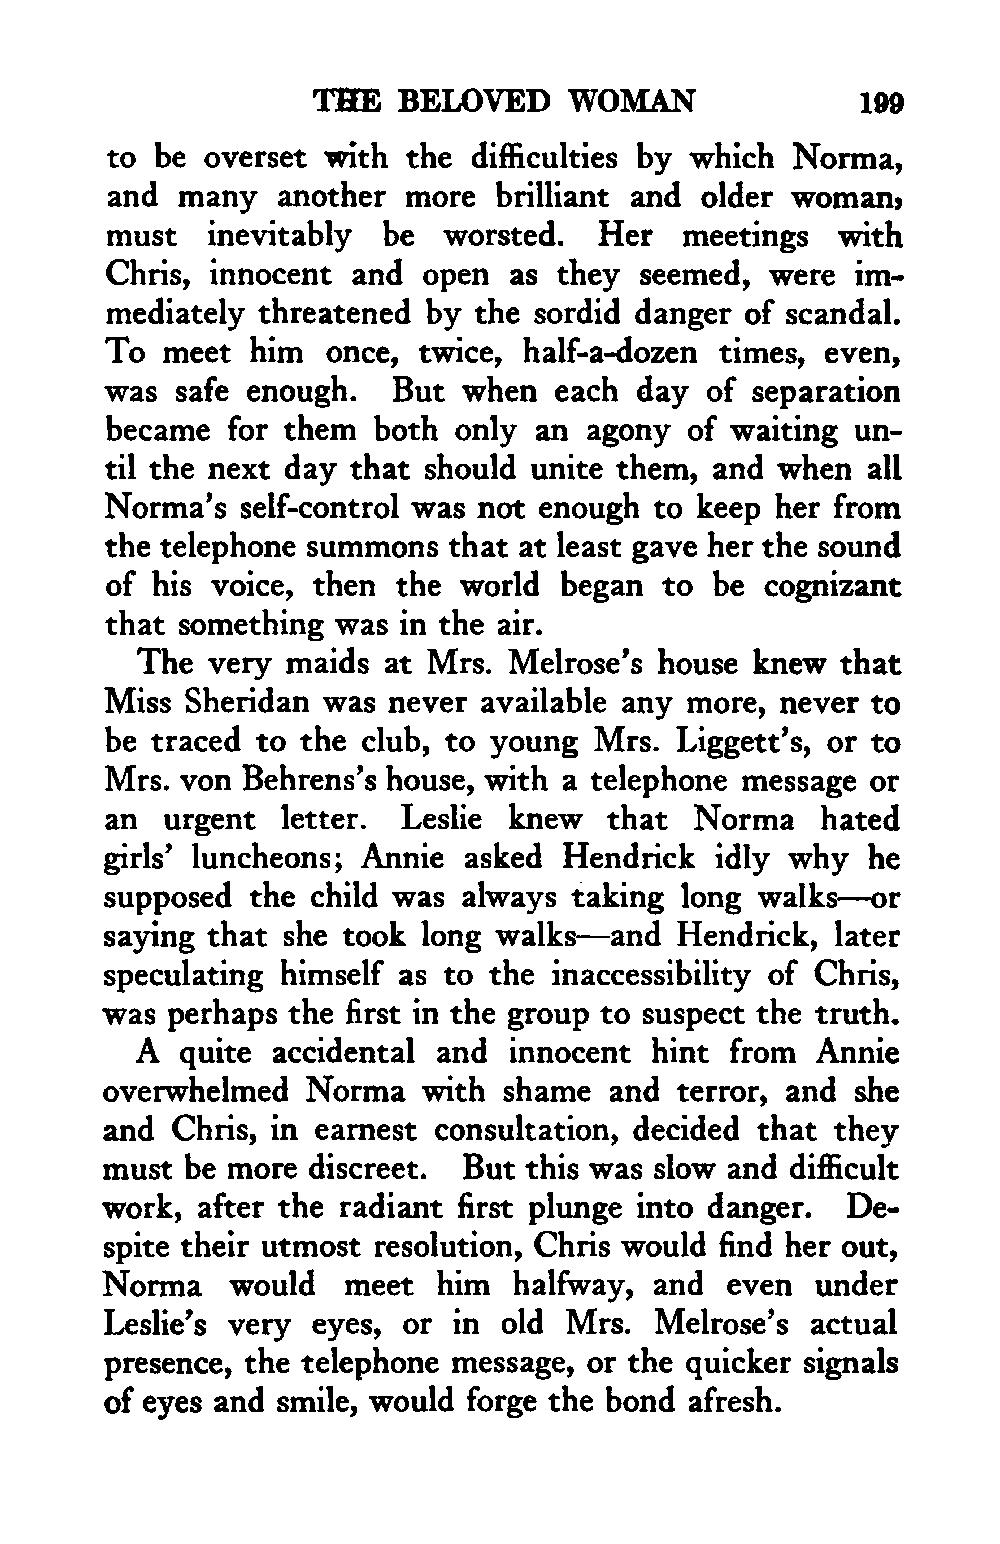 THE BELOVED WOMAN 199
to be overset with the difficulties by which Norma,
and many another more brilliant and older woman,
must inevitably be worsted. Her meetings with
Chris, innocent and open as they seemed, were im-
mediately threatened by the sordid danger of scandal.
To meet him once, twice, half-a-dozen times, even,
was safe enough. But when each day of separation
became for them both only an agony of waiting un-
til the next day that should unite them, and when all
Norma's self-control was not enough to keep her from
the telephone summons that at least gave her the sound
of his voice, then the world began to be cognizant
that something was in the air.
The very maids at Mrs. Melrose's house knew that
Miss Sheridan was never available any more, never to
be traced to the club, to young Mrs. Liggett's, or to
Mrs. von Behrens's house, with a telephone message or
an urgent letter. Leslie knew that Norma hated
girls' luncheons; Annie asked Hendrick idly why he
supposed the child was always taking long walks—or
saying that she took long walks—and Hendrick, later
speculating himself as to the inaccessibility of Chris,
was perhaps the first in the group to suspect the truth.
A quite accidental and innocent hint from Annie
overwhelmed Norma with shame and terror, and she
and Chris, in earnest consultation, decided that they
must be more discreet. But this was slow and difficult
work, after the radiant first plunge into danger. De-
spite their utmost resolution, Chris would find her out,
Norma would meet him halfway, and even under
Leslie's very eyes, or in old Mrs. Melrose's actual
presence, the telephone message, or the quicker signals
of eyes and smile, would forge the bond afresh.